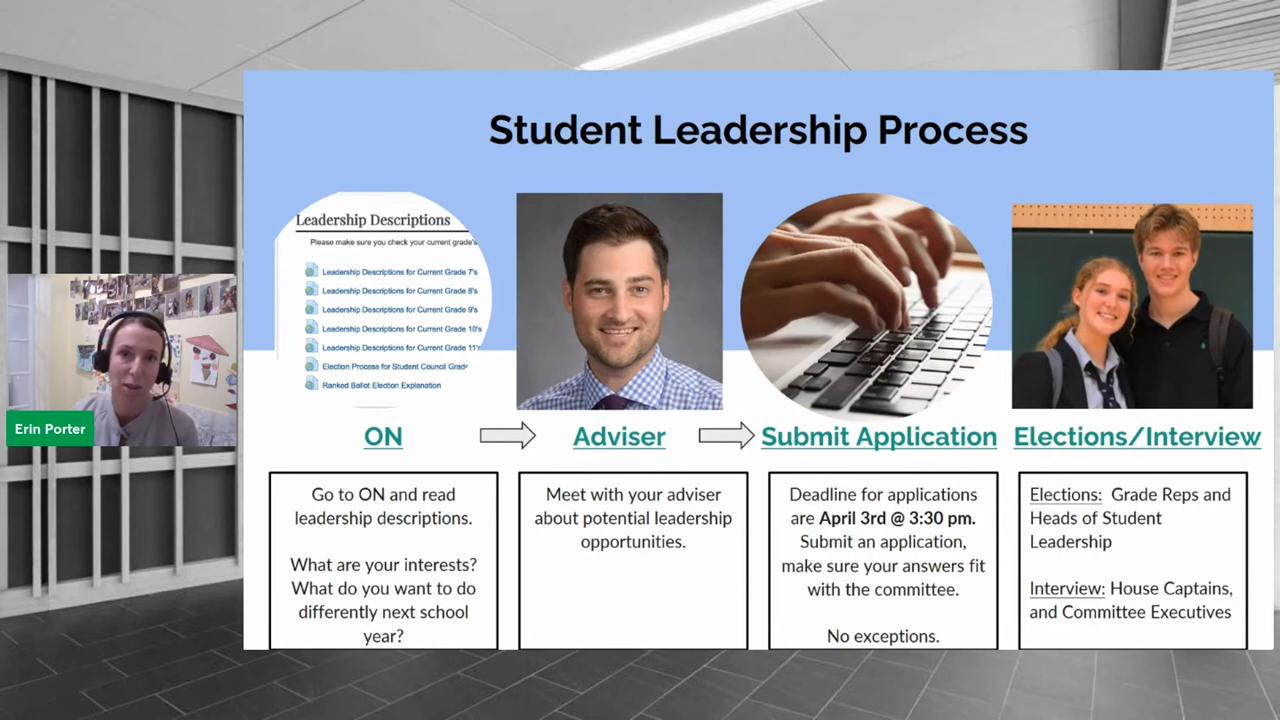 Student Leadership Process
Leadership Descriptions
Please make sure you check your current grade's
Leadership Descriptions for Current Grade 7's
Leadership Descriptions for Current Grade 8's
Leadership Descriptions for Current Grade 9's
Leadership Descriptions for Current Grade 10's
Leadership Descriptions for Current Grade 11's
Election Process for Student Council Grade
Ranked Ballot Election Explanation
Erin Porter
ON
Adviser
Submit Application
Elections/Interview
Go to ON and read
leadership descriptions.
What are your interests?
What do you want to do
differently next school
year?
Meet with your adviser
about potential leadership
opportunities.
Deadline for applications
are April 3rd @ 3:30 pm.
Submit an application,
make sure your answers fit
with the committee.
No exceptions.
Elections: Grade Reps and
Heads of Student
Leadership
Interview: House Captains,
and Committee Executives